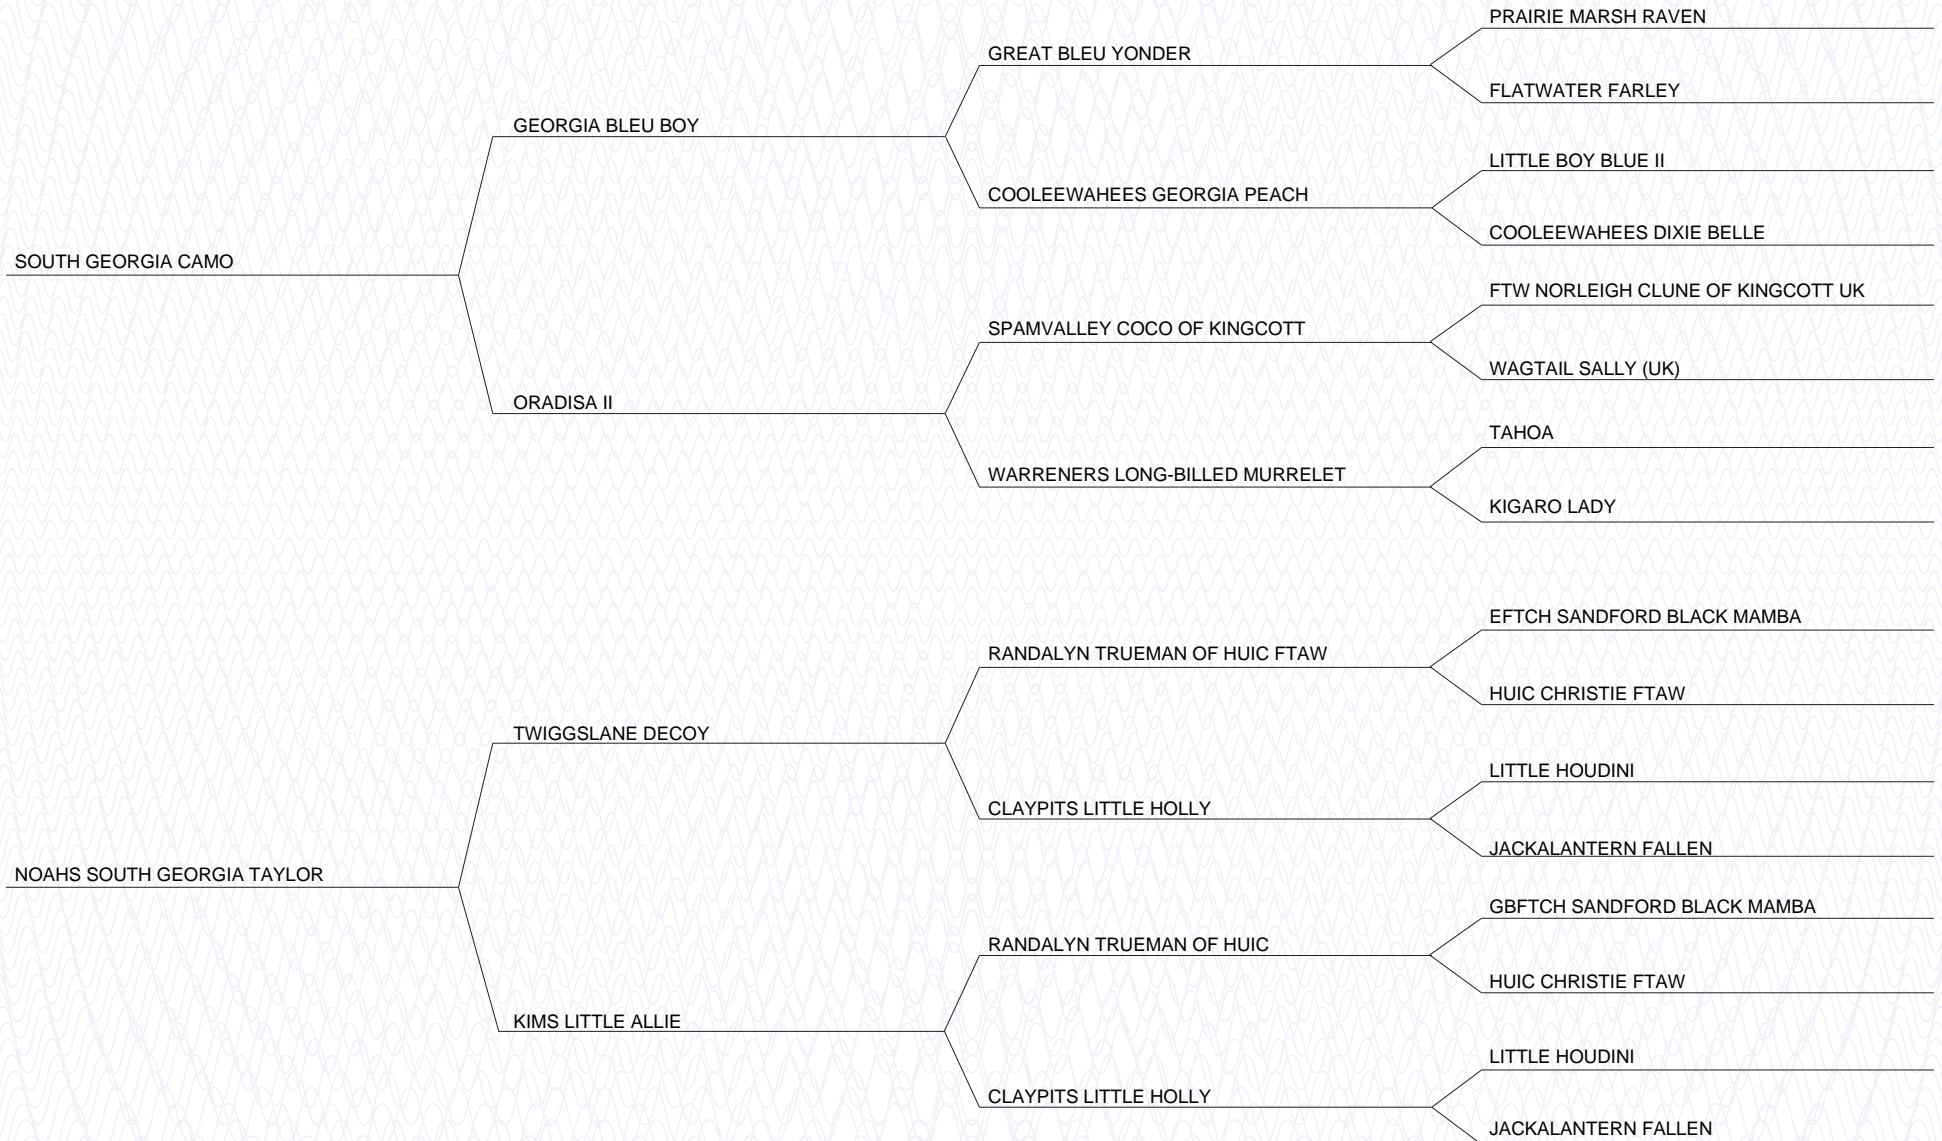 PRAIRIE MARSH RAVEN
GREAT BLEU YONDER
FLATWATER FARLEY
GEORGIA BLEU BOY
LITTLE BOY BLUE II
COOLEEWAHEES GEORGIA PEACH
COOLEEWAHEES DIXIE BELLE
SOUTH GEORGIA CAMO
FTW NORLEIGH CLUNE OF KINGCOTT UK
SPAMVALLEY COCO OF KINGCOTT
WAGTAIL SALLY (UK)
ORADISA II
TAHOA
WARRENERS LONG-BILLED MURRELET
KIGARO LADY
EFTCH SANDFORD BLACK MAMBA
RANDALYN TRUEMAN OF HUIC FTAW
HUIC CHRISTIE FTAW
TWIGGSLANE DECOY
LITTLE HOUDINI
CLAYPITS LITTLE HOLLY
JACKALANTERN FALLEN
NOAHS SOUTH GEORGIA TAYLOR
GBFTCH SANDFORD BLACK MAMBA
RANDALYN TRUEMAN OF HUIC
HUIC CHRISTIE FTAW
KIMS LITTLE ALLIE
LITTLE HOUDINI
CLAYPITS LITTLE HOLLY
JACKALANTERN FALLEN